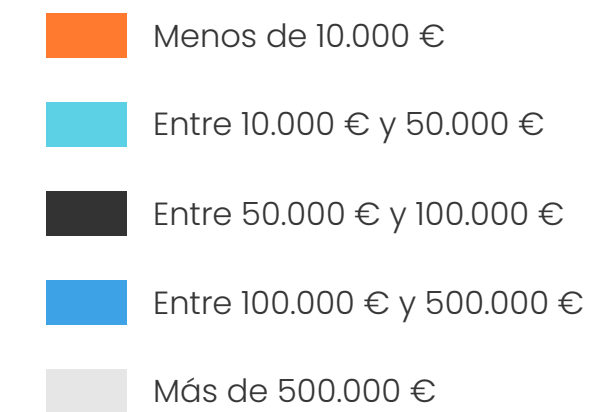 Menos de 10.000 €
Entre 10.000 € y 50.000 €
Entre 50.000 € y 100.000 €
Entre 100.000 € y 500.000 €
Más de 500.000 €